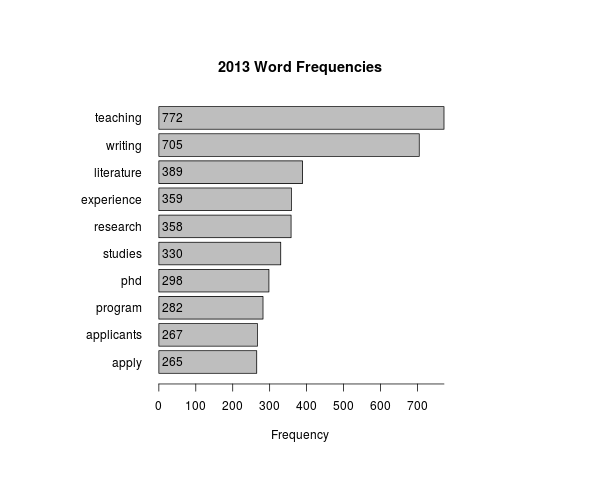 2013 Word Frequencies
teaching 772
writing 705
literature 389
experience 359
research 358
studies 330
phd 298
program 282
applicants 267
apply 265
0 100 200 300 400 500 600 700
Frequency